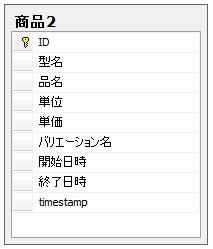 商品2
ID
型名
品名
単位
単価
バリエーション名
開始日時
終了日時
timestamp